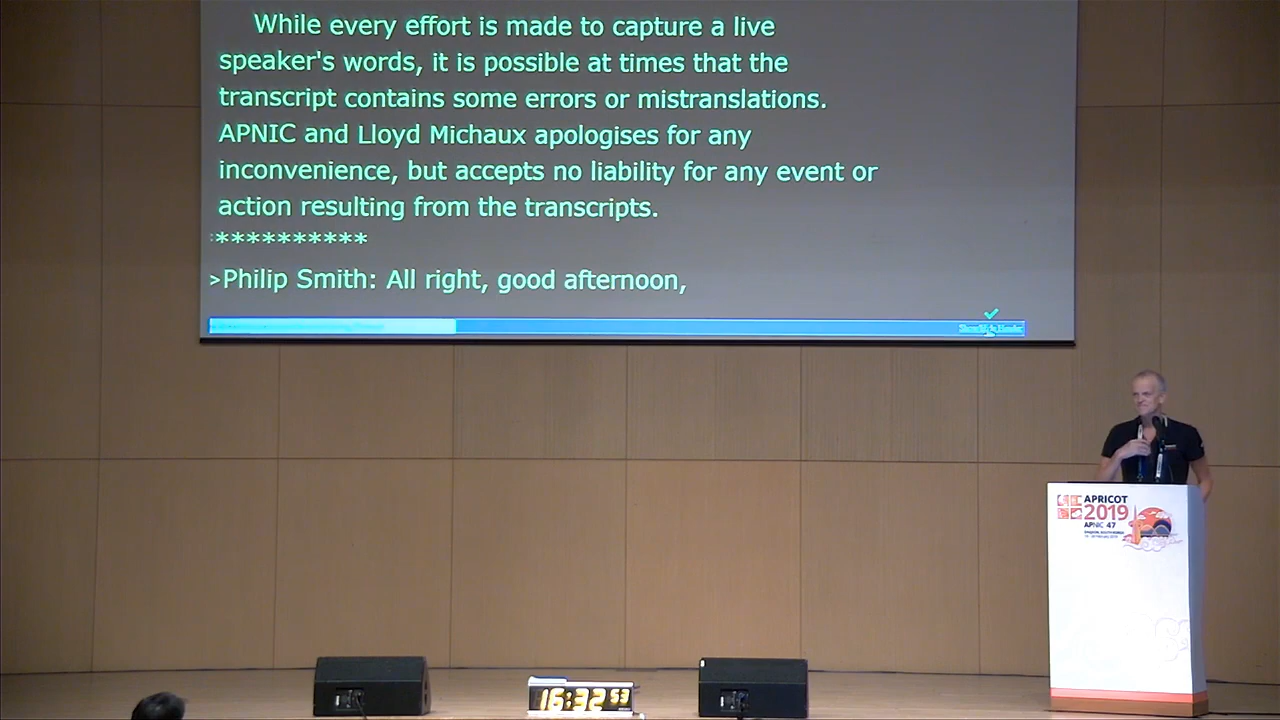 While every effort is made to capture a live
speaker's words, it is possible at times that the
transcript contains some errors or mistranslations.
APNIC and Lloyd Michaux apologises for any
inconvenience, but accepts no liability for any event or
action resulting from the transcripts.
**********
>Philip Smith: All right, good afternoon,
APRICOT
2019
APNIC 47
16:32 53